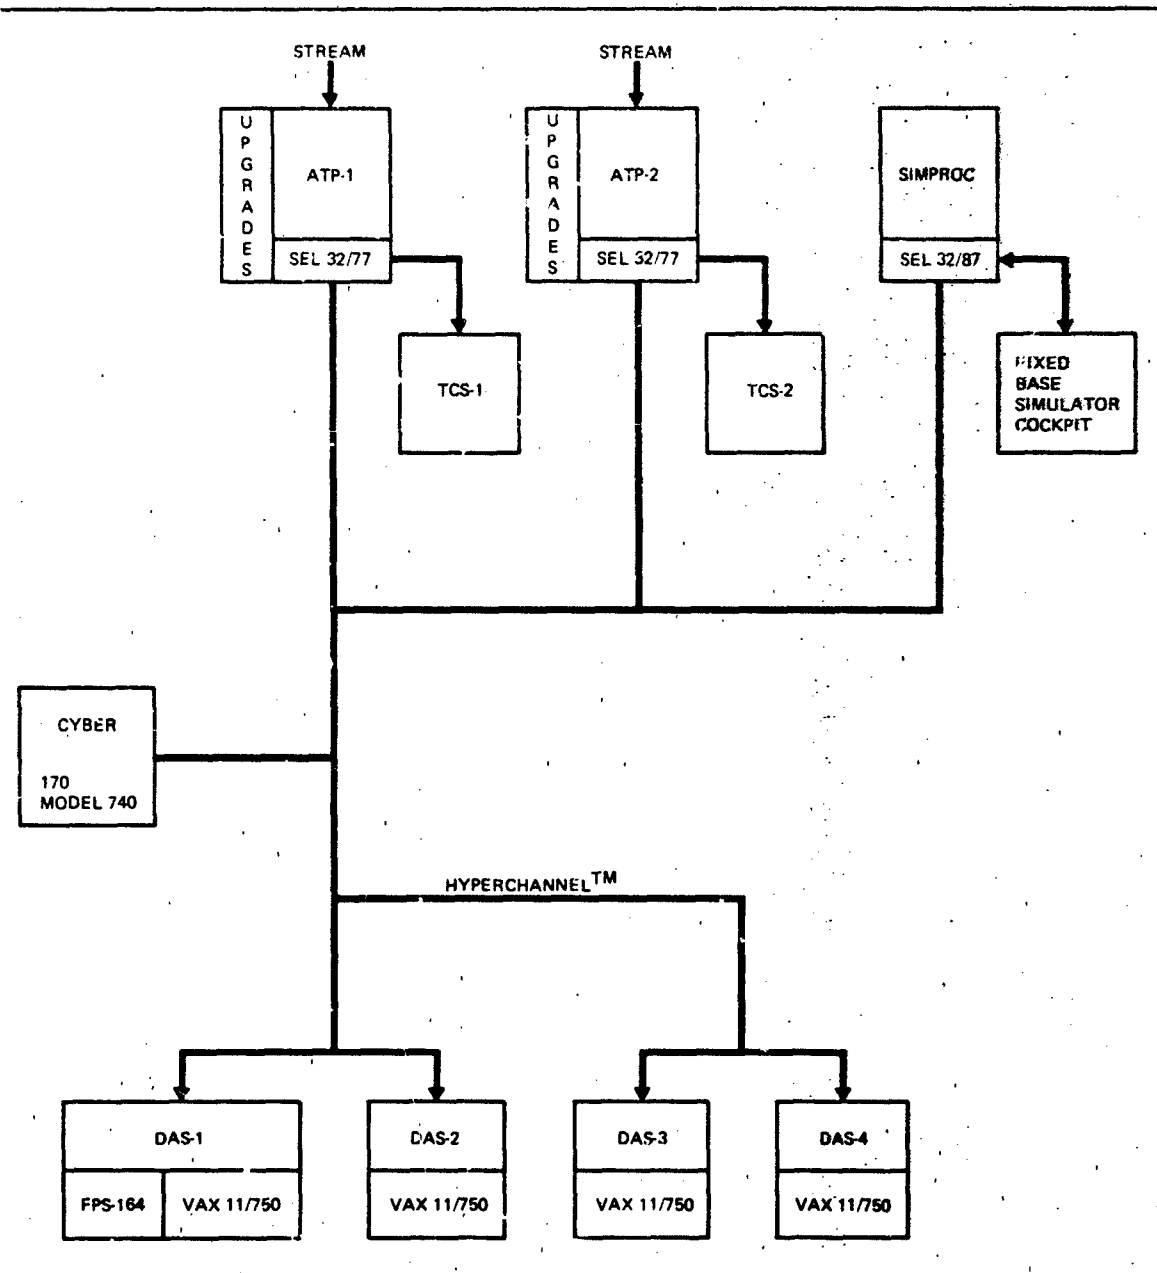 STREAM
STREAM
UPGRADES
ATP-1
SEL 32/77
UPGRADES
ATP-2
SEL 32/77
SIMPROC
SEL 32/87
TCS-1
TCS-2
FIXED
BASE
SIMULATOR
COCKPIT
CYBER
170
MODEL 740
HYPERCHANNEL™
DAS-1
FPS-164
VAX 11/750
DAS-2
VAX 11/750
DAS-3
VAX 11/750
DAS-4
VAX 11/750